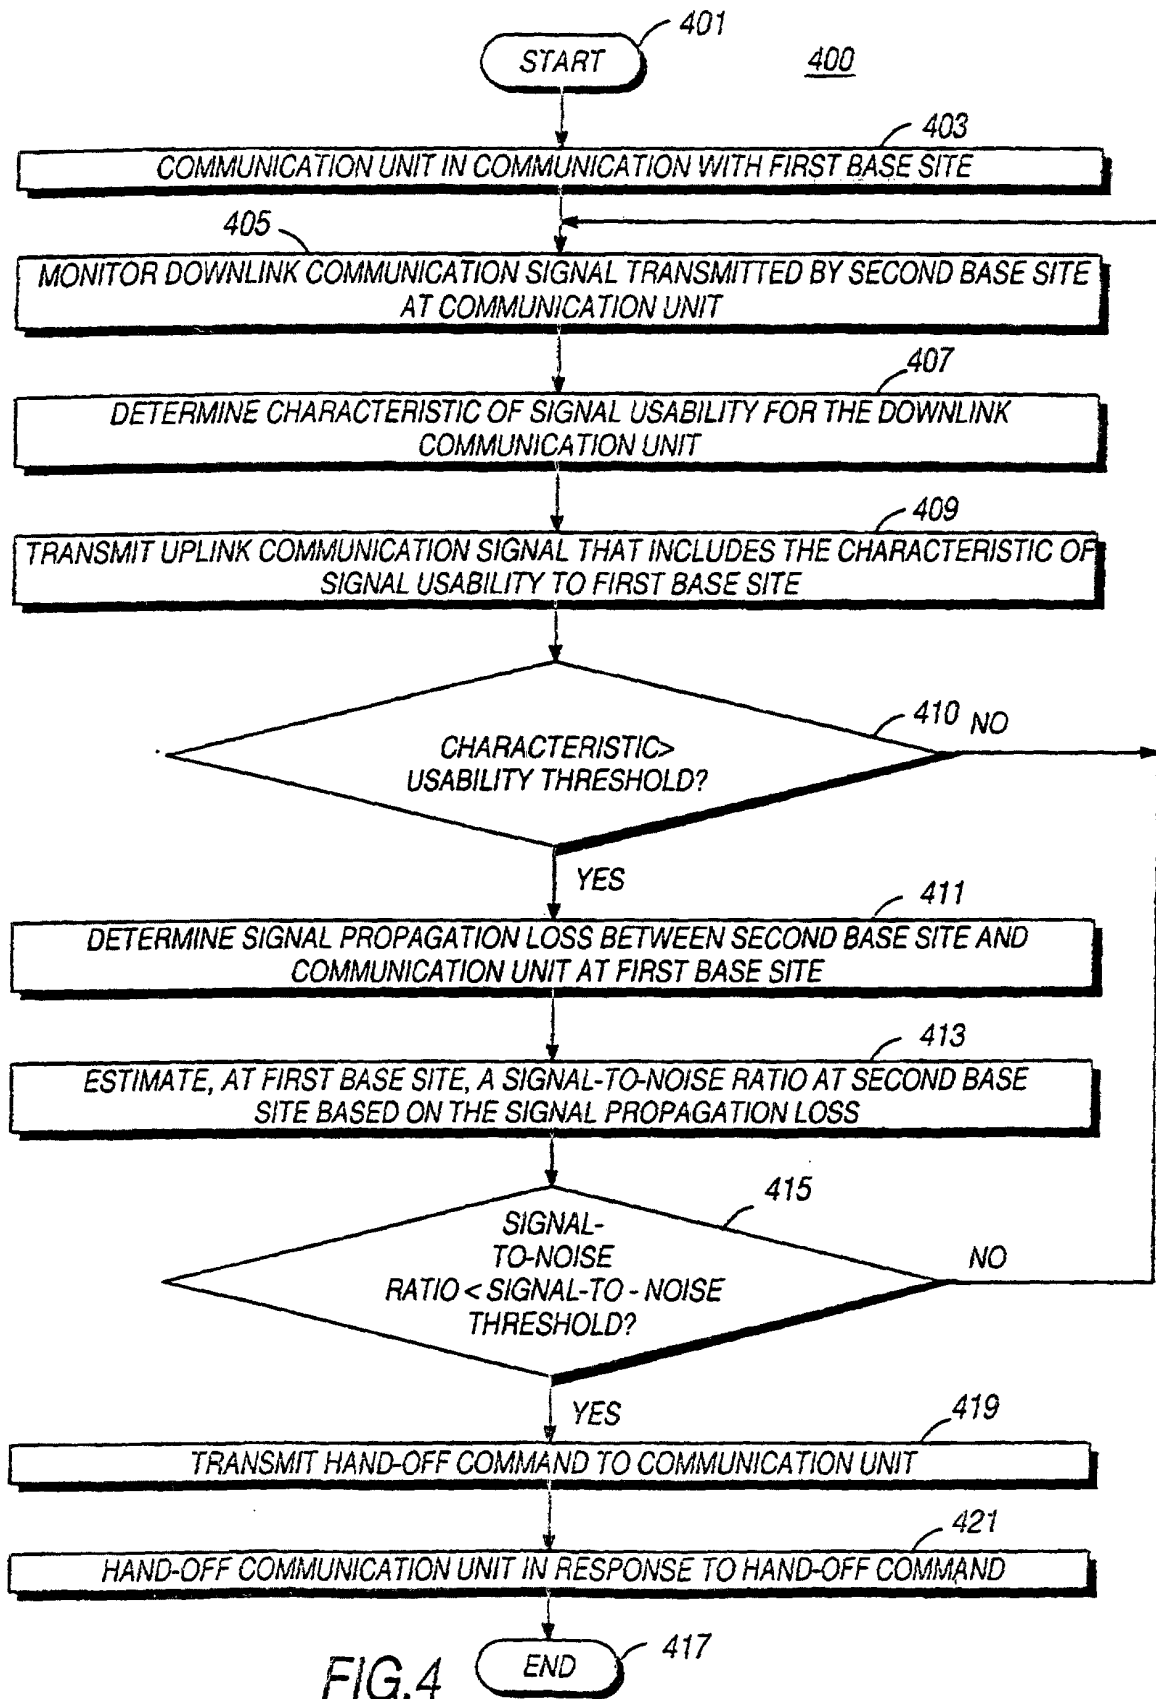 401
START
400
403
COMMUNICATION UNIT IN COMMUNICATION WITH FIRST BASE SITE
405
MONITOR DOWNLINK COMMUNICATION SIGNAL TRANSMITTED BY SECOND BASE SITE
AT COMMUNICATION UNIT
407
DETERMINE CHARACTERISTIC OF SIGNAL USABILITY FOR THE DOWNLINK
COMMUNICATION UNIT
409
TRANSMIT UPLINK COMMUNICATION SIGNAL THAT INCLUDES THE CHARACTERISTIC OF
SIGNAL USABILITY TO FIRST BASE SITE
410
NO
CHARACTERISTIC>
USABILITY THRESHOLD?
YES
411
DETERMINE SIGNAL PROPAGATION LOSS BETWEEN SECOND BASE SITE AND
COMMUNICATION UNIT AT FIRST BASE SITE
413
ESTIMATE, AT FIRST BASE SITE, A SIGNAL-TO-NOISE RATIO AT SECOND BASE
SITE BASED ON THE SIGNAL PROPAGATION LOSS
415
SIGNAL-
TO-NOISE
RATIO < SIGNAL-TO - NOISE
THRESHOLD?
NO
YES
419
TRANSMIT HAND-OFF COMMAND TO COMMUNICATION UNIT
421
HAND-OFF COMMUNICATION UNIT IN RESPONSE TO HAND-OFF COMMAND
417
END
FIG.4